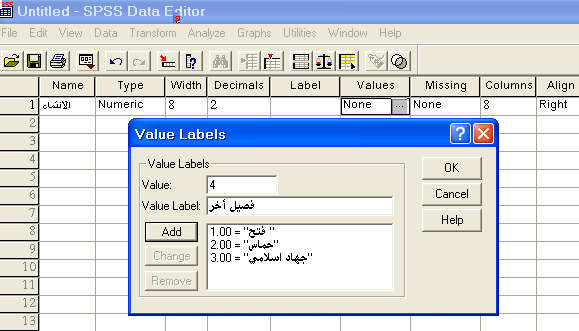 Untitled - SPSS Data Editor
File Edit View Data Transform Analyze Graphs Utilities Window Help
Name Type Width Decimals Label Values Missing Columns Align
1 الانشاء Numeric 8 2 None ... None 8 Right
2
3
4
5
6
7
8
9
10
11
12
13
Value Labels
Value Labels
Value: 4
Value Label: فصيل أخر
Add
Change
Remove
1.00 = "فتح "
2.00 = "حماس"
3.00 = "جهاد اسلامي"
OK
Cancel
Help